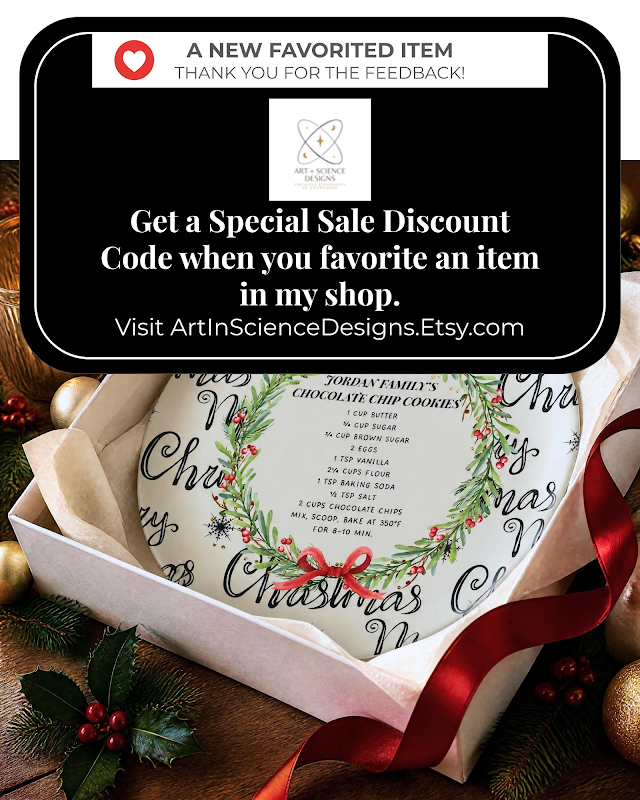 A NEW FAVORITED ITEM
THANK YOU FOR THE FEEDBACK!
ART + SCIENCE
DESIGNS
Get a Special Sale Discount
Code when you favorite an item
in my shop.
Visit ArtInScienceDesigns.Etsy.com
JORDAN FAMILY'S
CHOCOLATE CHIP COOKIES
1 CUP BUTTER
¾ CUP SUGAR
¾ CUP BROWN SUGAR
2 EGGS
1 TSP VANILLA
2¼ CUPS FLOUR
1 TSP BAKING SODA
½ TSP SALT
2 CUPS CHOCOLATE CHIPS
MIX, SCOOP, BAKE AT 350°F
FOR 8-10 MIN.
Christmas